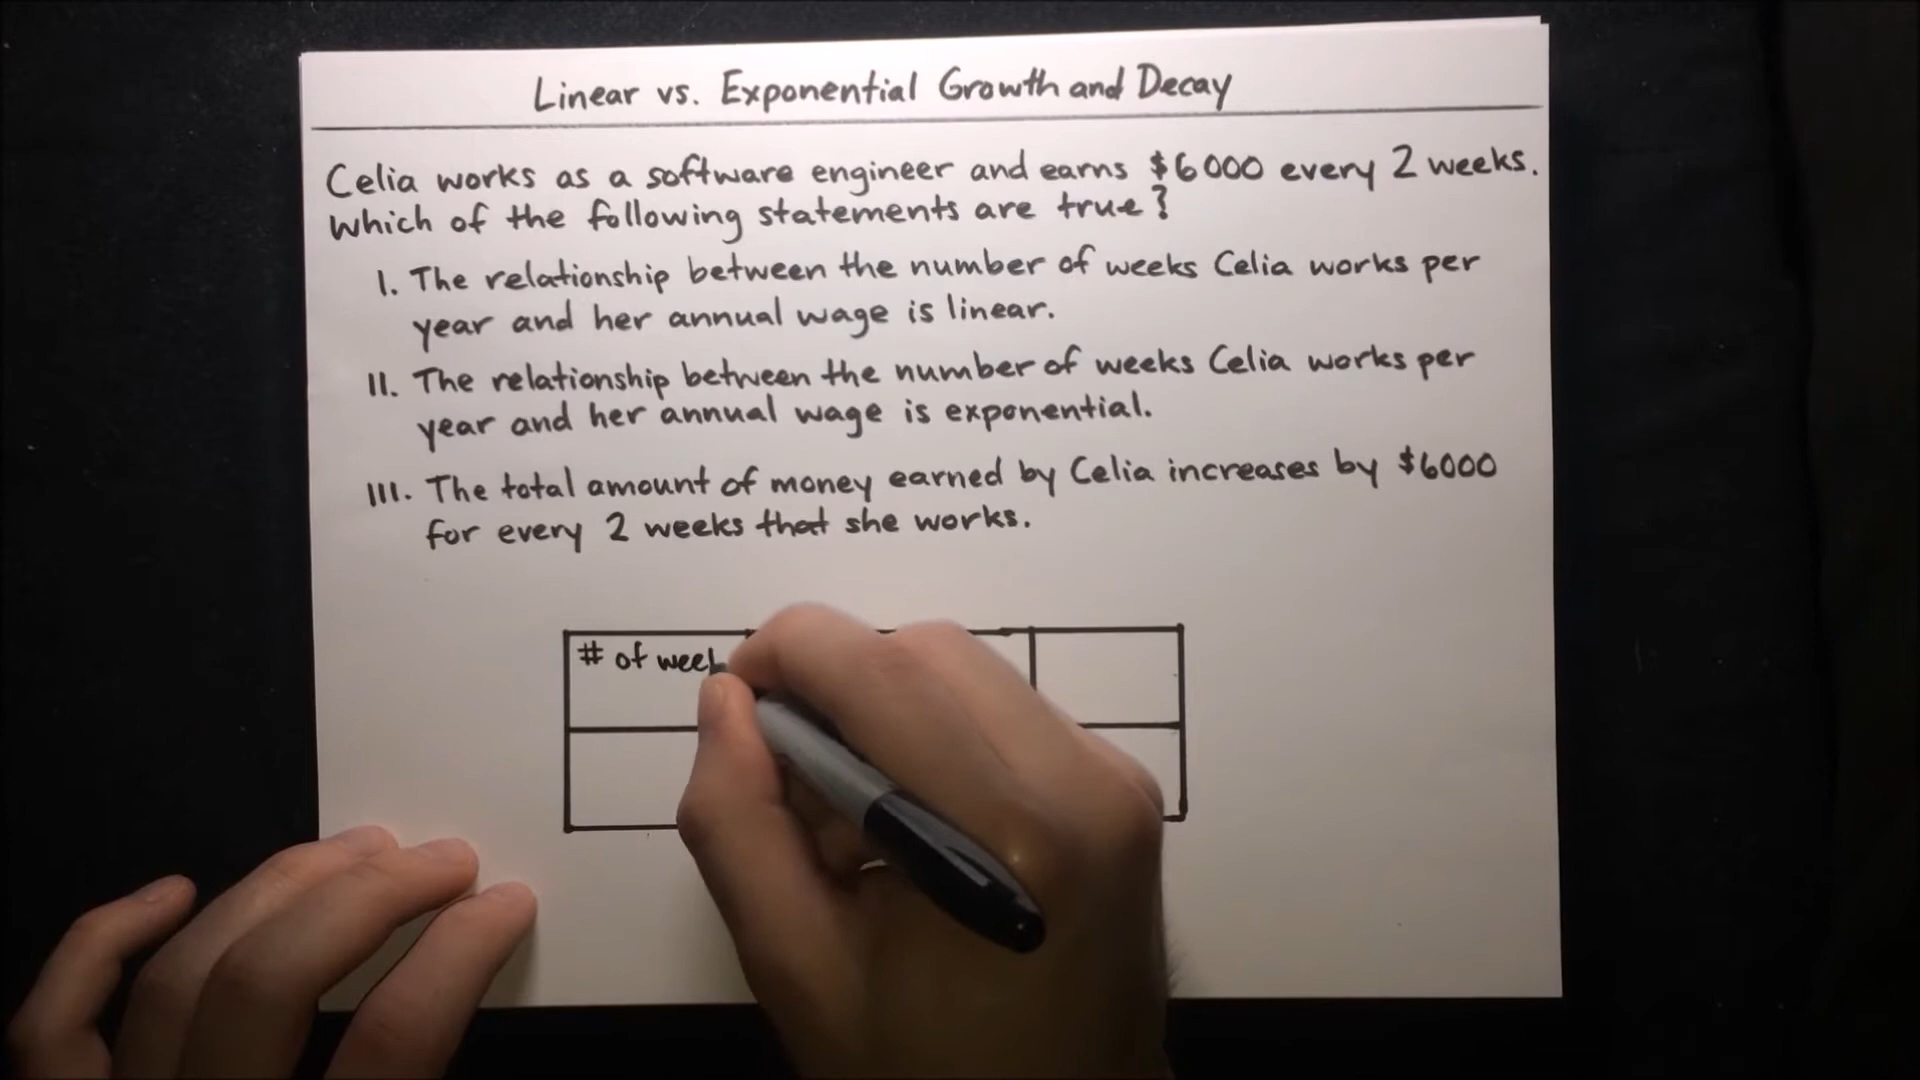 Linear vs. Exponential Growth and Decay
Celia works as a software engineer and earns $6000 every 2 weeks.
Which of the following statements are true?
I. The relationship between the number of weeks Celia works per
year and her annual wage is linear.
II. The relationship between the number of weeks Celia works per
year and her annual wage is exponential.
III. The total amount of money earned by Celia increases by $6000
for every 2 weeks that she works.
# of